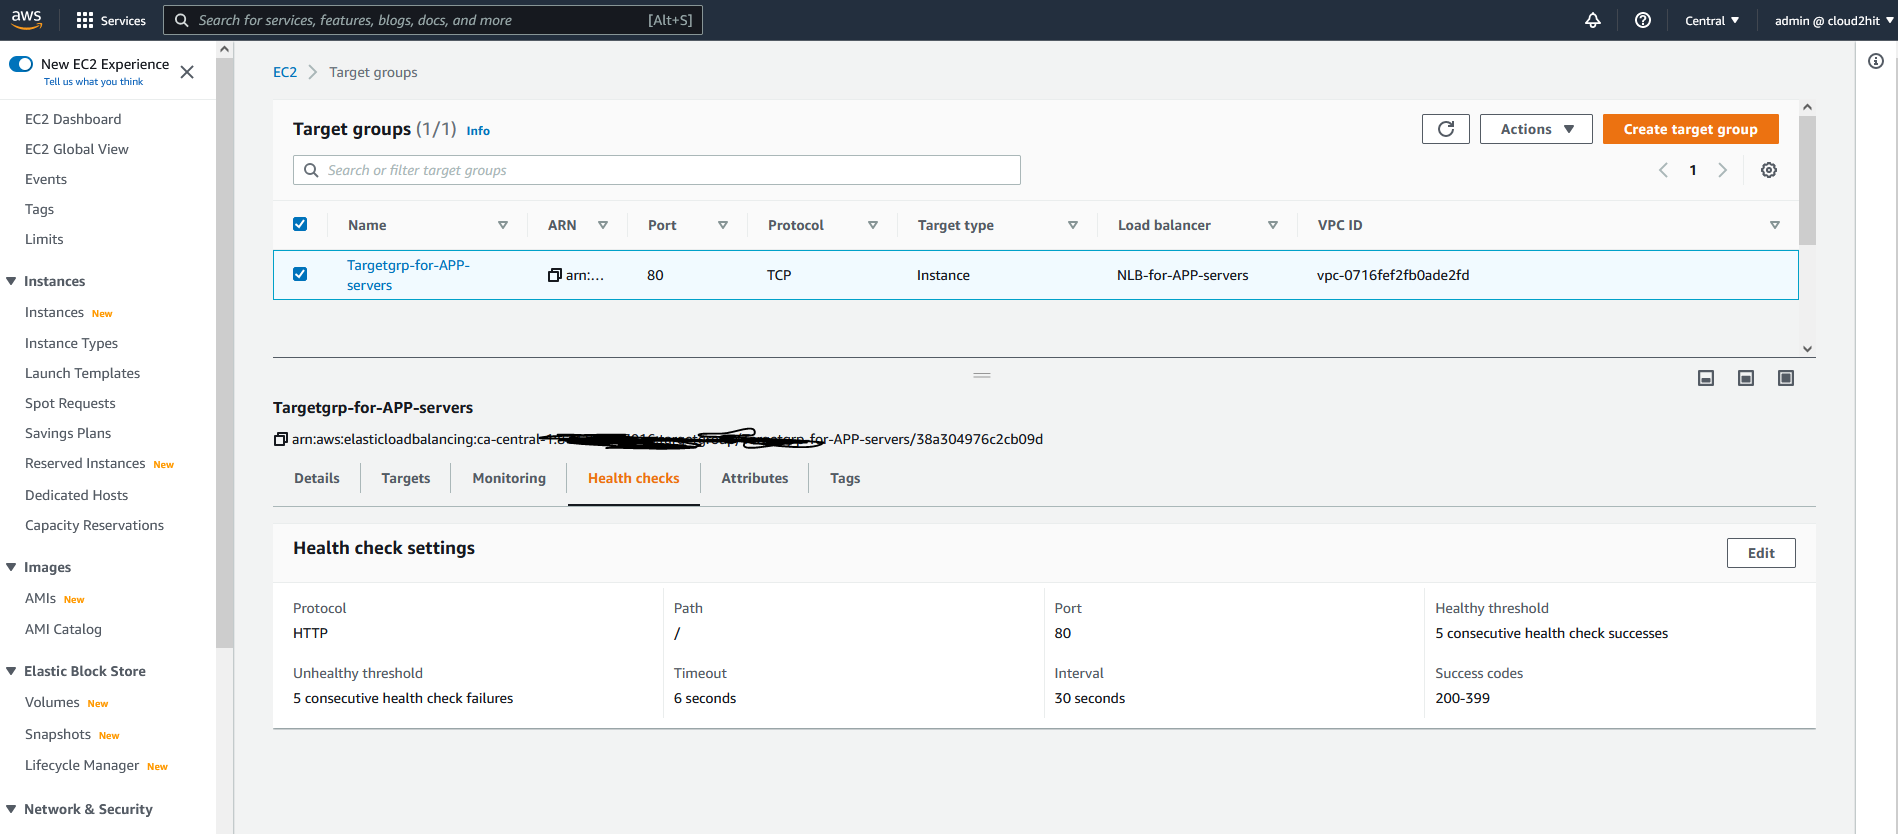 aws Services Search for services, features, blogs, docs, and more [Alt+S] Central admin @ cloud2hit
New EC2 Experience
Tell us what you think
EC2 Dashboard
EC2 Global View
Events
Tags
Limits
Instances
Instances New
Instance Types
Launch Templates
Spot Requests
Savings Plans
Reserved Instances New
Dedicated Hosts
Capacity Reservations
Images
AMIs New
AMI Catalog
Elastic Block Store
Volumes New
Snapshots New
Lifecycle Manager New
Network & Security
EC2 Target groups
Target groups (1/1) Info
Actions Create target group
Search or filter target groups
1
Name ARN Port Protocol Target type Load balancer VPC ID
Targetgrp-for-APP-
servers
arn:... 80 TCP Instance NLB-for-APP-servers vpc-0716fef2fb0ade2fd
Targetgrp-for-APP-servers
arn:aws:elasticloadbalancing:ca-central- for-APP-servers/38a304976c2cb09d
Details Targets Monitoring Health checks Attributes Tags
Health check settings
Edit
Protocol Path Port Healthy threshold
HTTP / 80 5 consecutive health check successes
Unhealthy threshold Timeout Interval Success codes
5 consecutive health check failures 6 seconds 30 seconds 200-399